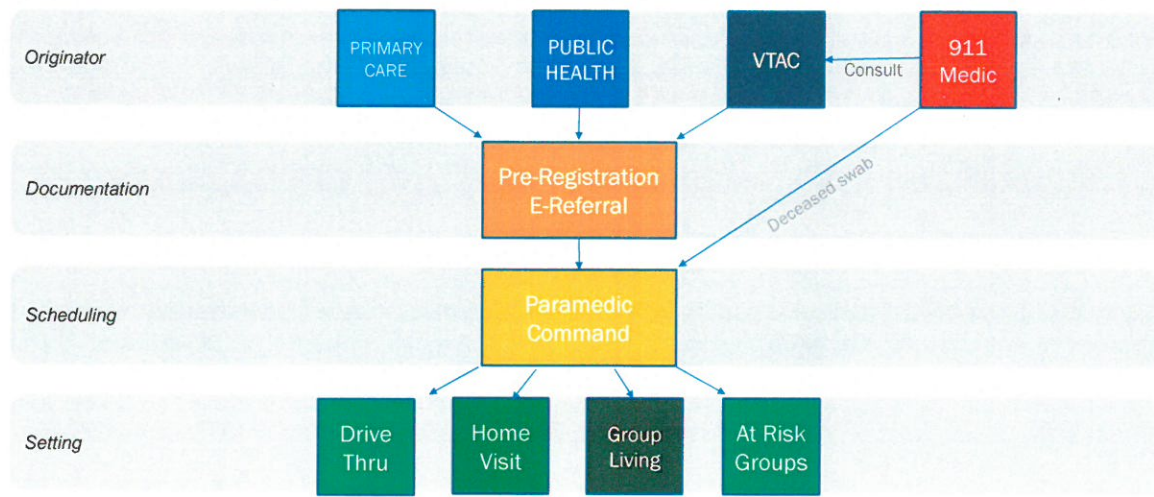 Originator
PRIMARY
CARE
PUBLIC
HEALTH
VTAC
Consult
911
Medic
Documentation
Pre-Registration
E-Referral
Deceased swab
Scheduling
Paramedic
Command
Setting
Drive
Thru
Home
Visit
Group
Living
At Risk
Groups